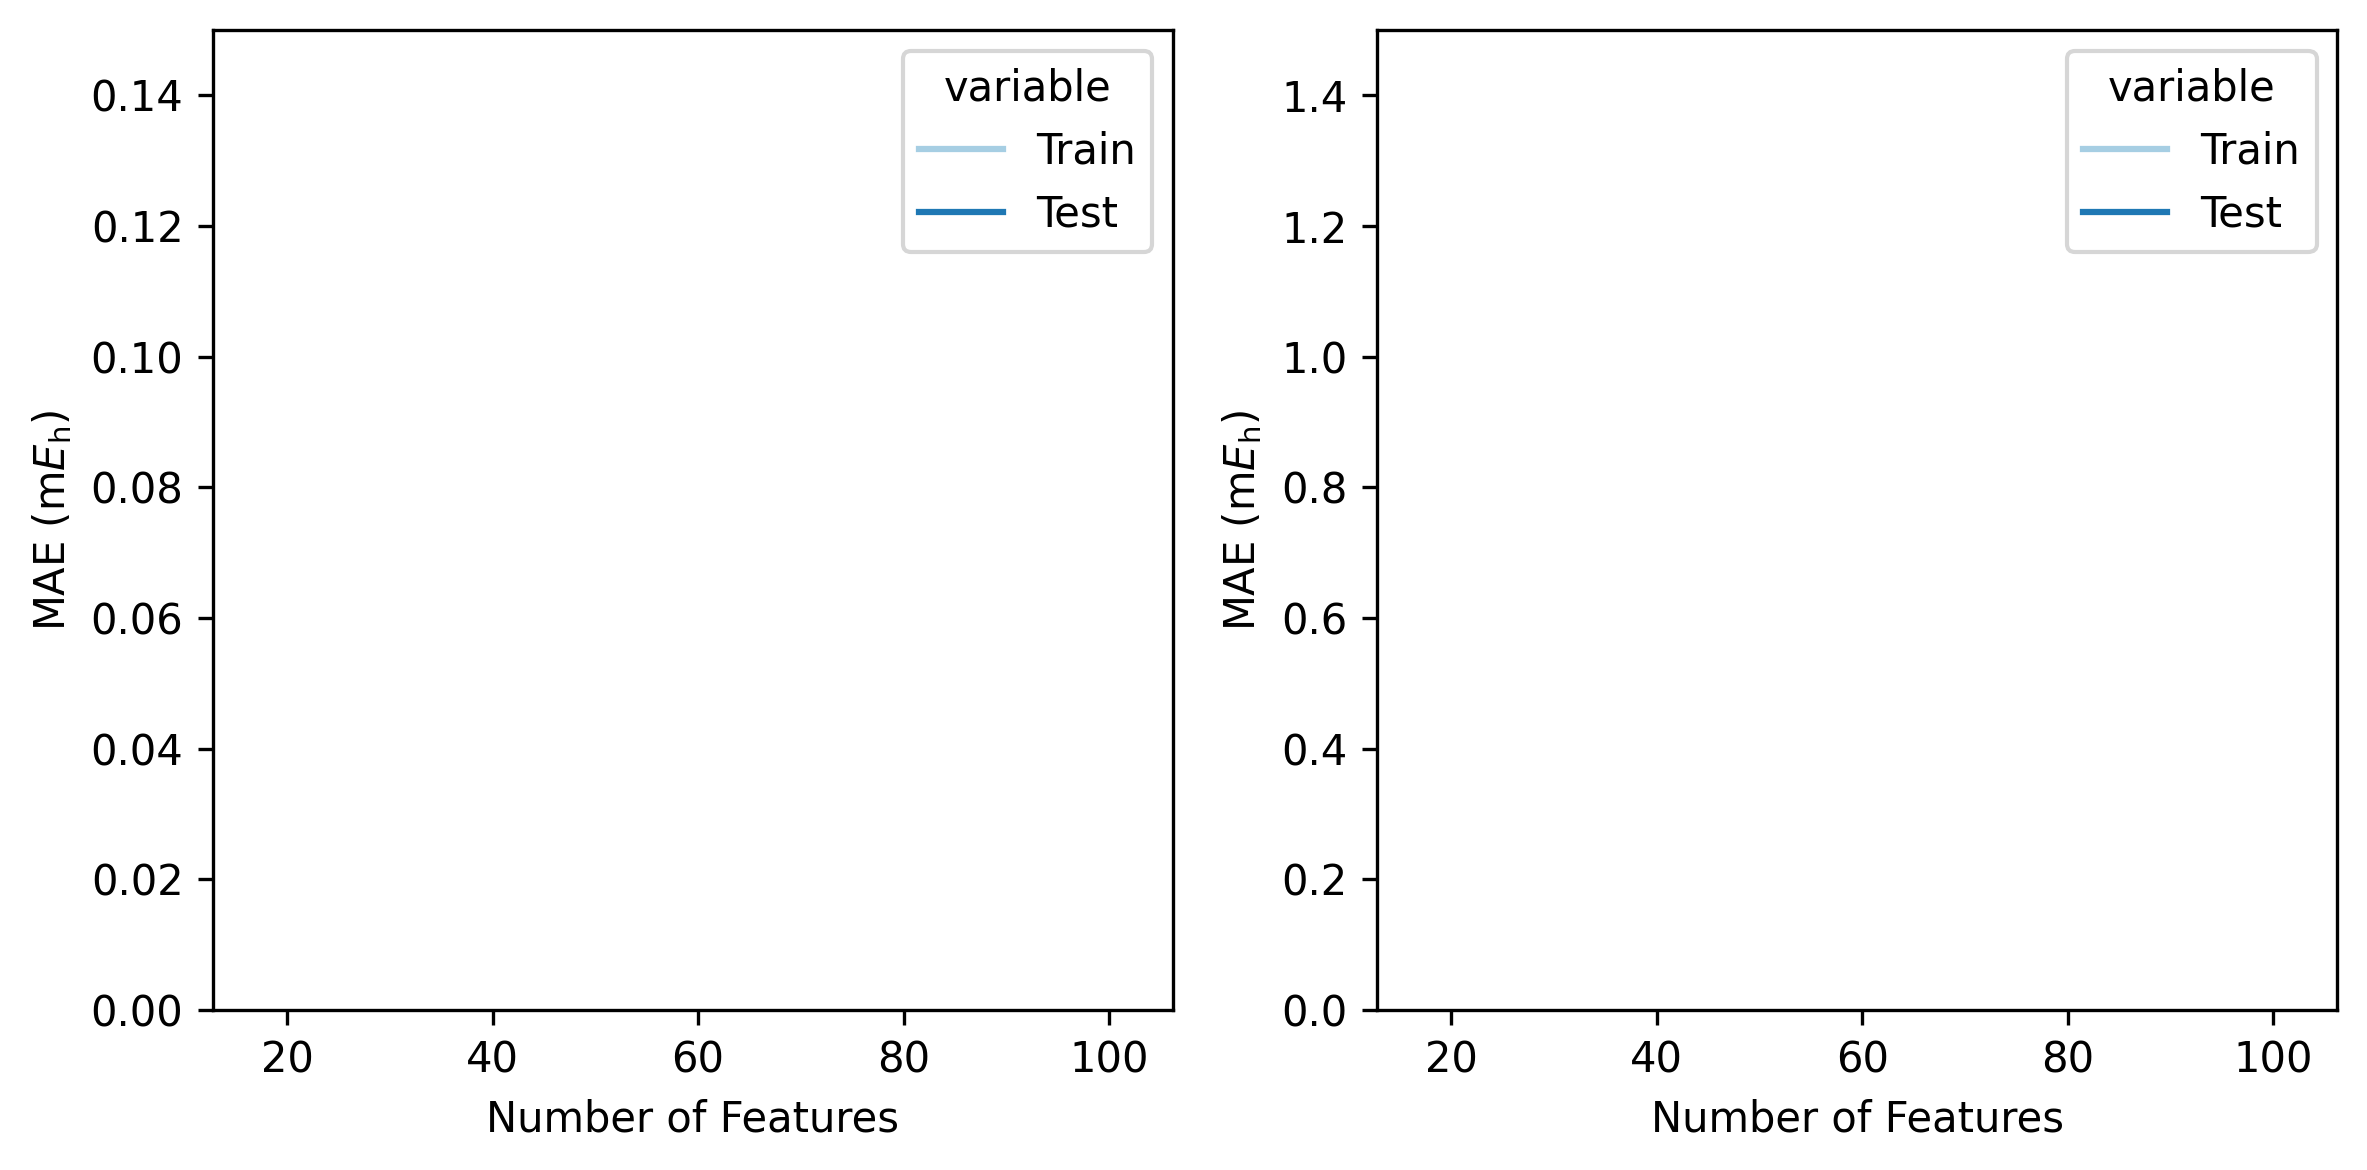 MAE (mEh)
0.14
0.12
0.10
0.08
0.06
0.04
0.02
0.00
20 40 60 80 100
Number of Features
variable
Train
Test
MAE (mEh)
1.4
1.2
1.0
0.8
0.6
0.4
0.2
0.0
20 40 60 80 100
Number of Features
variable
Train
Test